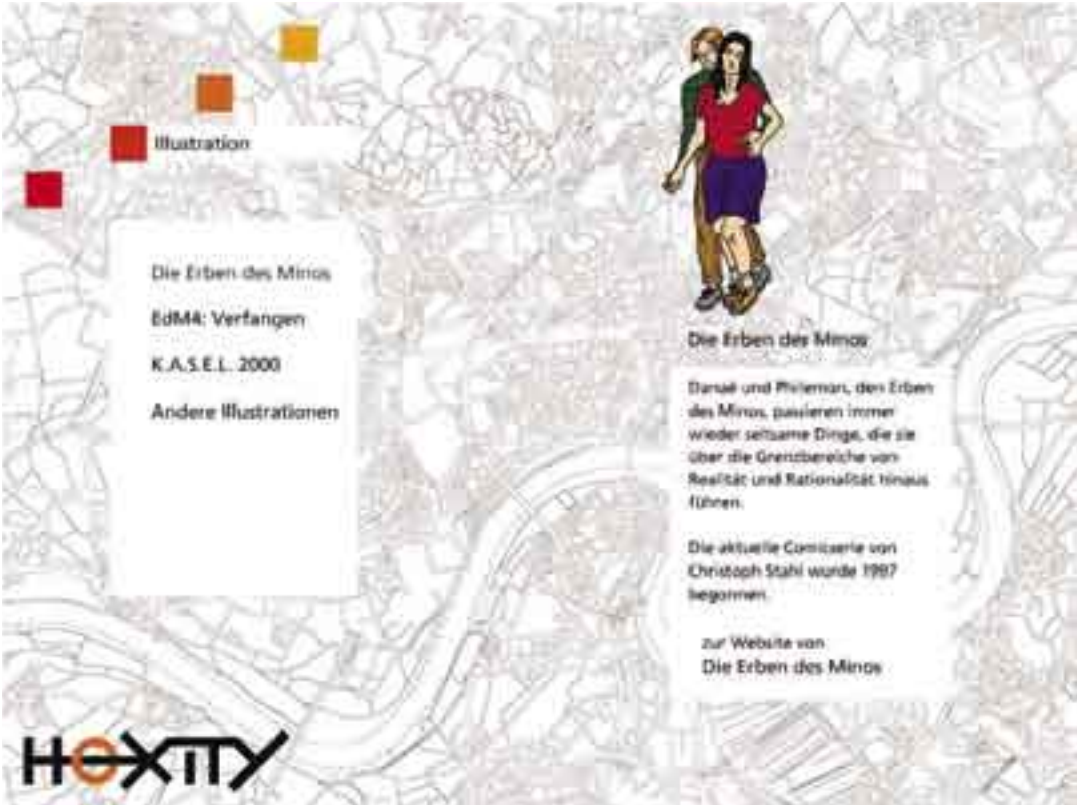 Illustration
Die Erben des Minos
EdM4: Verfangen
K.A.S.E.L. 2000
Andere Illustrationen
Die Erben des Minos
Danaë und Philemon, den Erben
des Minos, passieren immer
wieder seltsame Dinge, die sie
über die Grenzbereiche von
Realität und Rationalität hinaus
führen.
Die aktuelle Comicserie von
Christoph Stahl wurde 1997
begonnen.
zur Website von
Die Erben des Minos
HOXITY